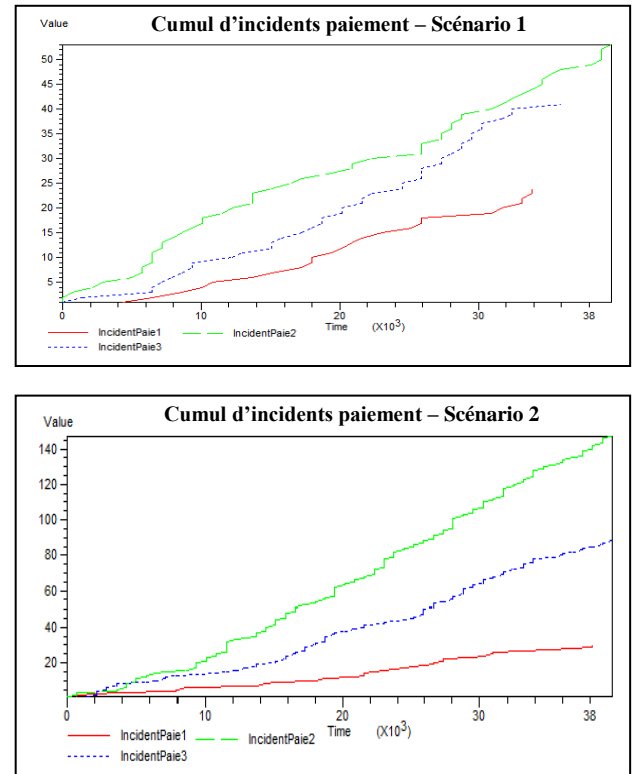 Cumul d'incidents paiement – Scénario 1
Value
50
45
40
35
30
25
20
15
10
5
0 10 20 30 38
Time (X10³)
IncidentPaie1 IncidentPaie2
IncidentPaie3
Cumul d'incidents paiement – Scénario 2
Value
140
120
100
80
60
40
20
0 10 20 30 38
Time (X10³)
IncidentPaie1 IncidentPaie2
IncidentPaie3